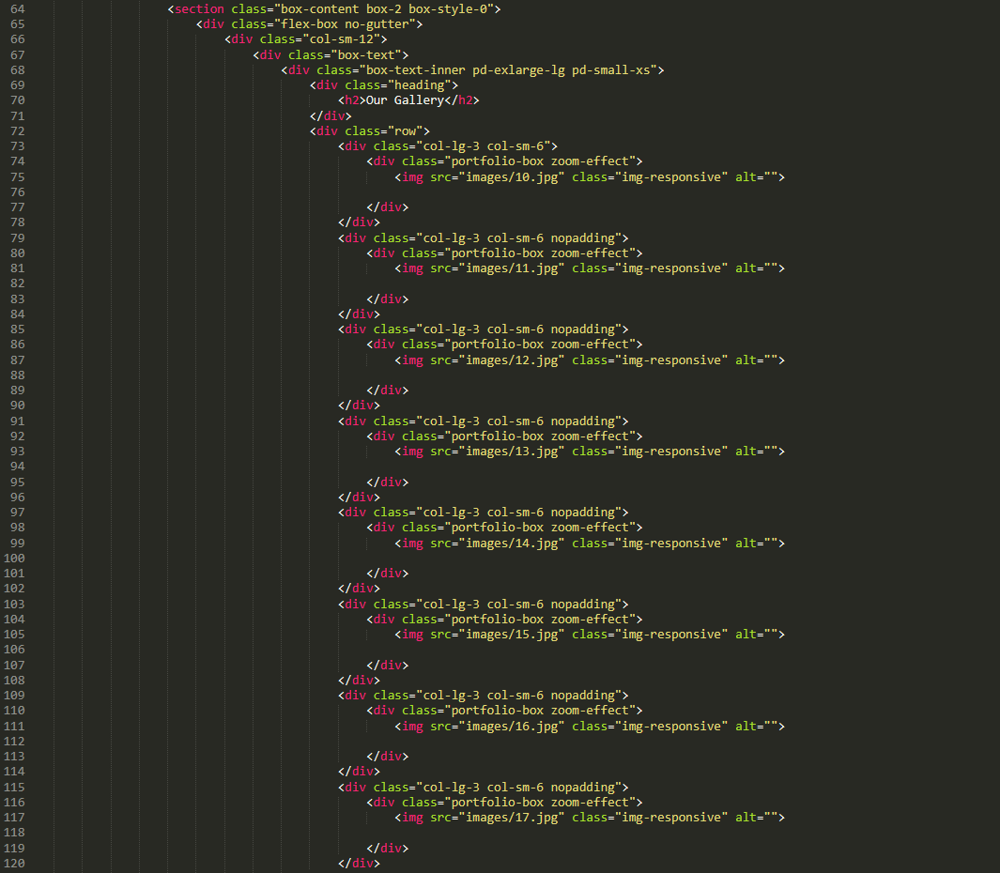 64 <section class="box-content box-2 box-style-0">
65 <div class="flex-box no-gutter">
66 <div class="col-sm-12">
67 <div class="box-text">
68 <div class="box-text-inner pd-exlarge-lg pd-small-xs">
69 <div class="heading">
70 <h2>Our Gallery</h2>
71 </div>
72 <div class="row">
73 <div class="col-lg-3 col-sm-6">
74 <div class="portfolio-box zoom-effect">
75 <img src="images/10.jpg" class="img-responsive" alt="">
76
77 </div>
78 </div>
79 <div class="col-lg-3 col-sm-6 nopadding">
80 <div class="portfolio-box zoom-effect">
81 <img src="images/11.jpg" class="img-responsive" alt="">
82
83 </div>
84 </div>
85 <div class="col-lg-3 col-sm-6 nopadding">
86 <div class="portfolio-box zoom-effect">
87 <img src="images/12.jpg" class="img-responsive" alt="">
88
89 </div>
90 </div>
91 <div class="col-lg-3 col-sm-6 nopadding">
92 <div class="portfolio-box zoom-effect">
93 <img src="images/13.jpg" class="img-responsive" alt="">
94
95 </div>
96 </div>
97 <div class="col-lg-3 col-sm-6 nopadding">
98 <div class="portfolio-box zoom-effect">
99 <img src="images/14.jpg" class="img-responsive" alt="">
100
101 </div>
102 </div>
103 <div class="col-lg-3 col-sm-6 nopadding">
104 <div class="portfolio-box zoom-effect">
105 <img src="images/15.jpg" class="img-responsive" alt="">
106
107 </div>
108 </div>
109 <div class="col-lg-3 col-sm-6 nopadding">
110 <div class="portfolio-box zoom-effect">
111 <img src="images/16.jpg" class="img-responsive" alt="">
112
113 </div>
114 </div>
115 <div class="col-lg-3 col-sm-6 nopadding">
116 <div class="portfolio-box zoom-effect">
117 <img src="images/17.jpg" class="img-responsive" alt="">
118
119 </div>
120 </div>